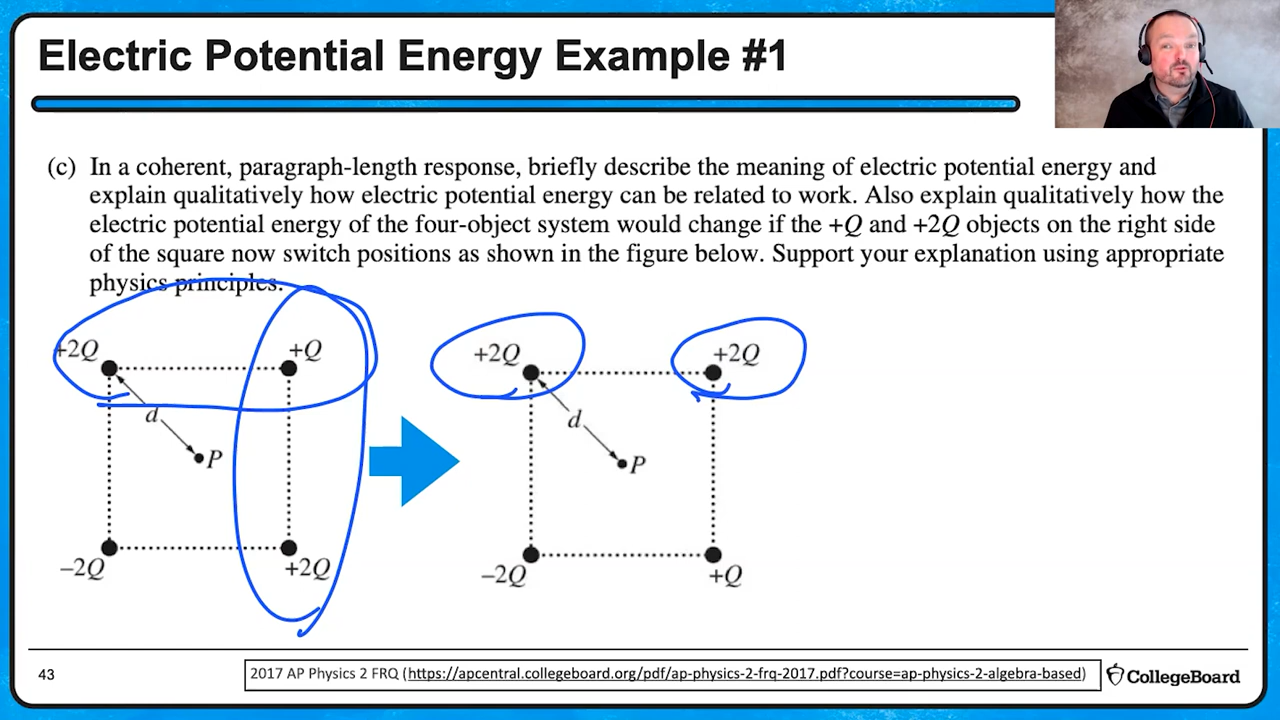 Electric Potential Energy Example #1
(c) In a coherent, paragraph-length response, briefly describe the meaning of electric potential energy and
explain qualitatively how electric potential energy can be related to work. Also explain qualitatively how the
electric potential energy of the four-object system would change if the +Q and +2Q objects on the right side
of the square now switch positions as shown in the figure below. Support your explanation using appropriate
physics principles.
+2Q +Q
d
P
−2Q +2Q
+2Q +2Q
d
P
−2Q +Q
43
2017 AP Physics 2 FRQ (https://apcentral.collegeboard.org/pdf/ap-physics-2-frq-2017.pdf?course=ap-physics-2-algebra-based)
CollegeBoard